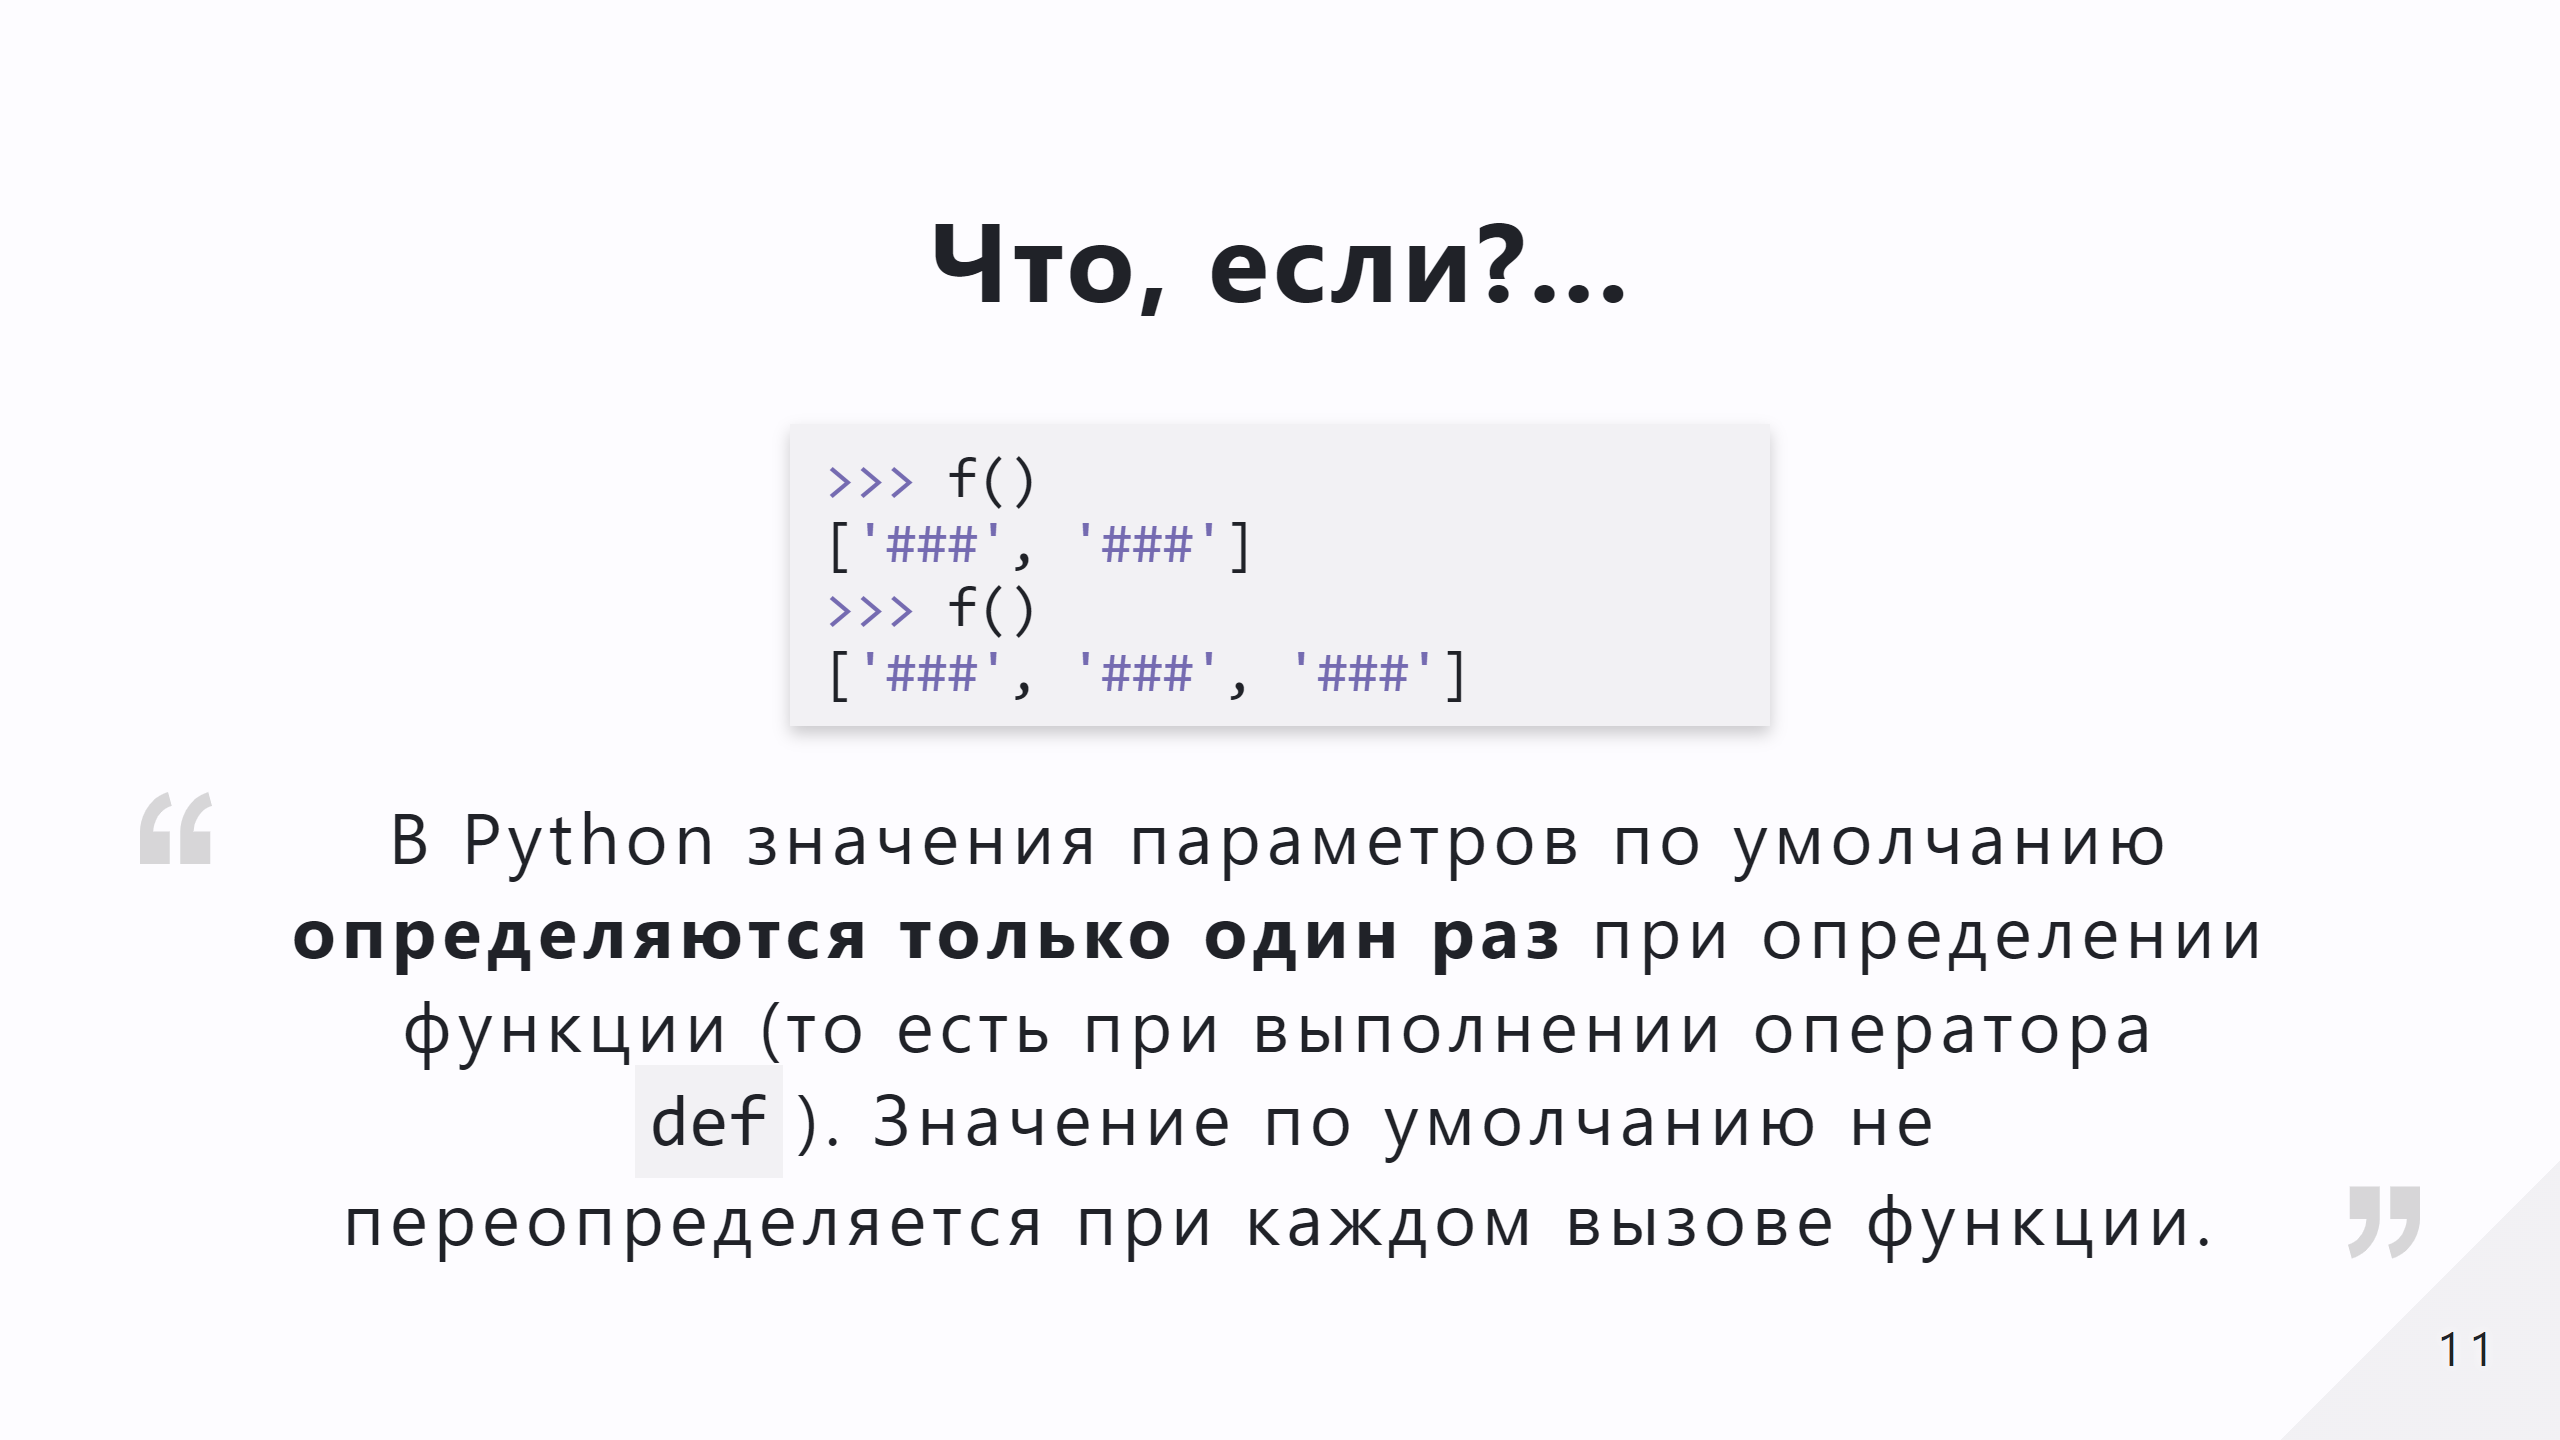 Что, если?...
>>> f()
['###', '###']
>>> f()
['###', '###', '###']
“
В Python значения параметров по умолчанию
определяются только один раз при определении
функции (то есть при выполнении оператора
def ). Значение по умолчанию не
переопределяется при каждом вызове функции.
”
11